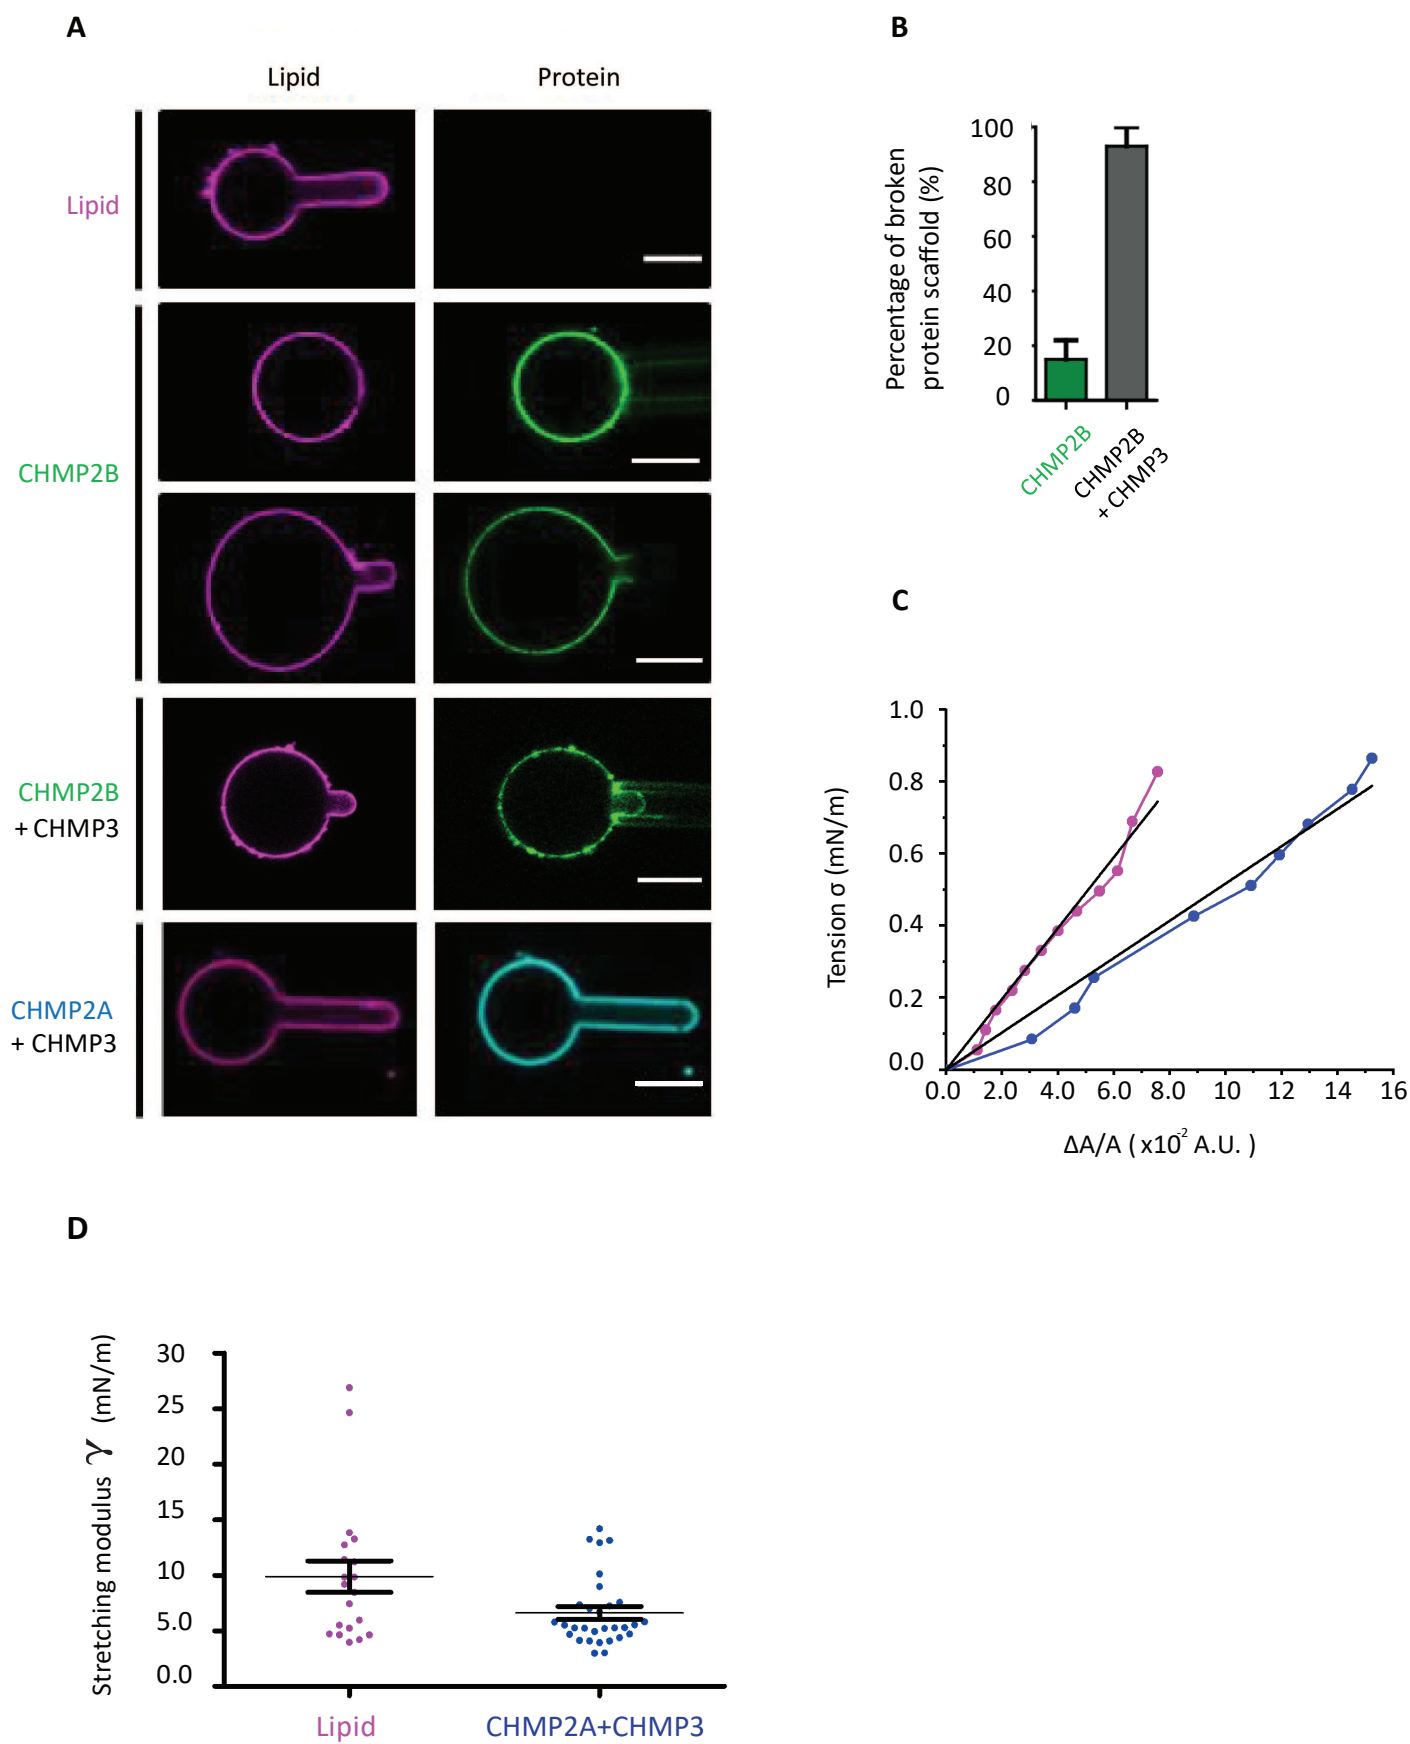 A
Lipid
Protein
Lipid
CHMP2B
CHMP2B
+ CHMP3
CHMP2A
+ CHMP3
B
Percentage of broken
protein scaffold (%)
100
80
60
40
20
0
CHMP2B
CHMP2B
+ CHMP3
C
Tension σ (mN/m)
1.0
0.8
0.6
0.4
0.2
0.0
0.0 2.0 4.0 6.0 8.0 10 12 14 16
ΔA/A ( x10⁻² A.U. )
D
Stretching modulus γ (mN/m)
30
25
20
15
10
5.0
0.0
Lipid
CHMP2A+CHMP3